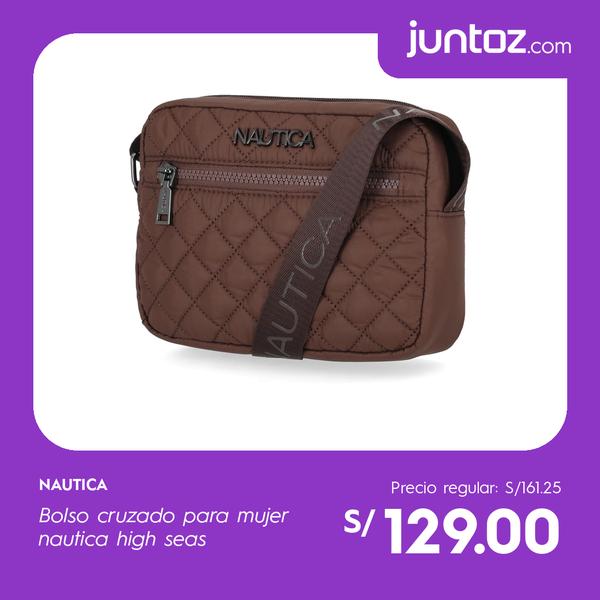 juntoz.com
NAUTICA
NAUTICA
NAUTICA
Precio regular: S/161.25
Bolso cruzado para mujer
nautica high seas
S/ 129.00